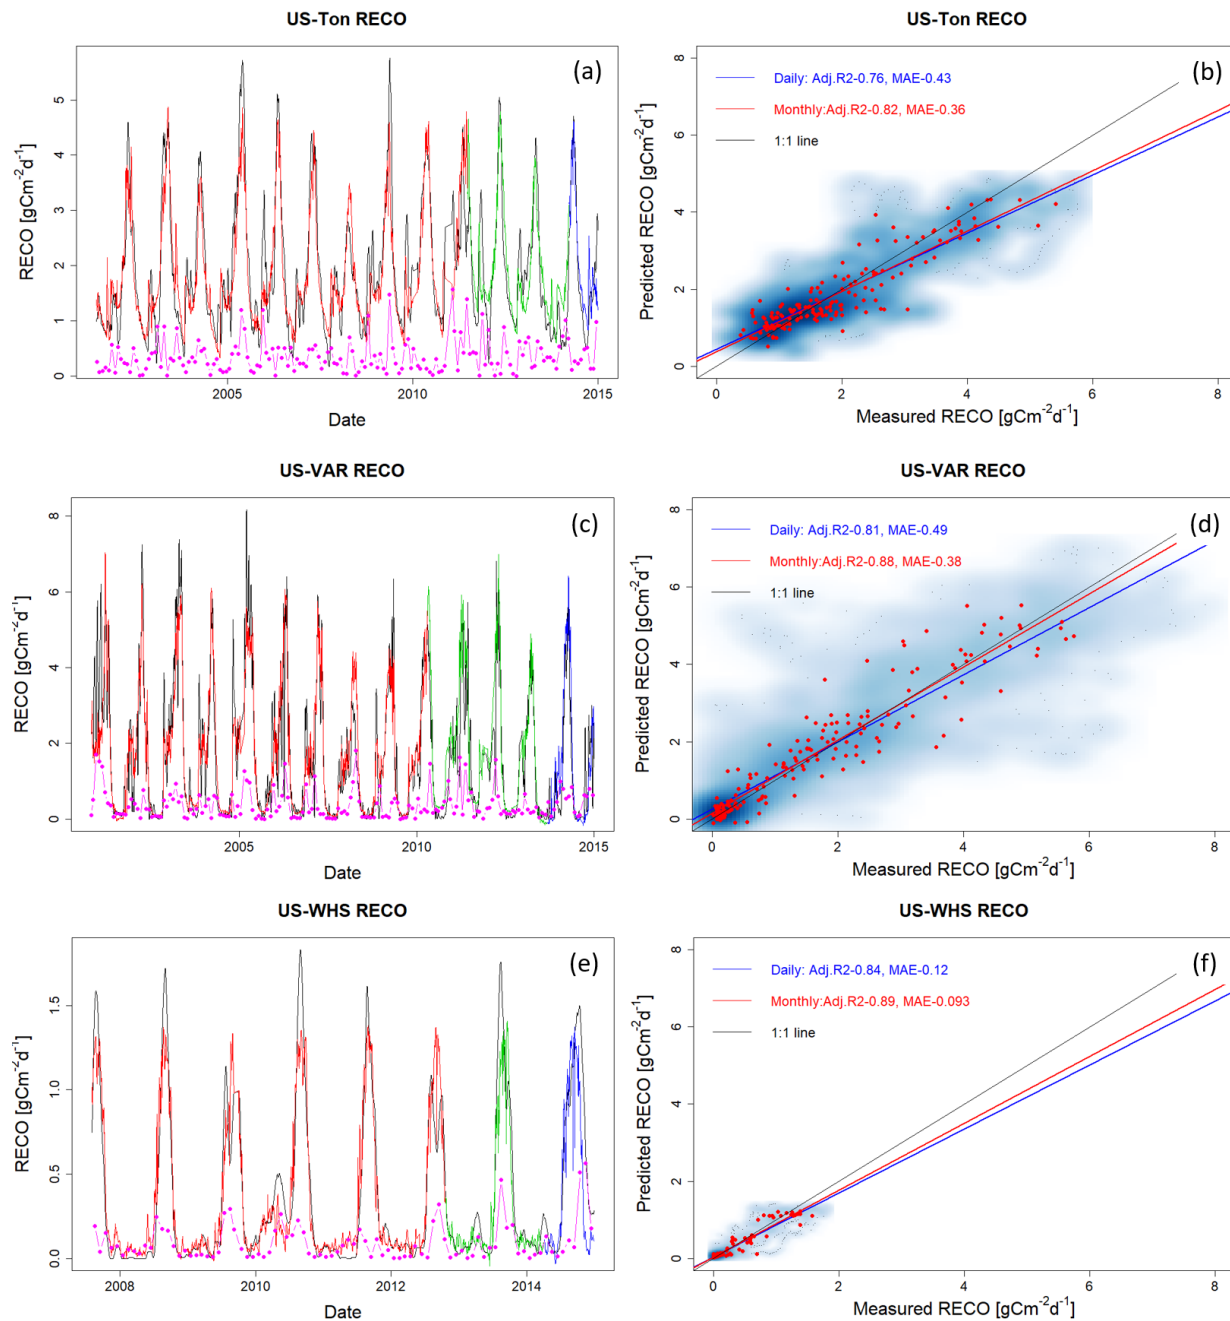 US-Ton RECO
(a)
RECO [gCm⁻²d⁻¹]
0 1 2 3 4 5
2005 2010 2015
Date
US-Ton RECO
(b)
Daily: Adj.R2-0.76, MAE-0.43
Monthly:Adj.R2-0.82, MAE-0.36
1:1 line
Predicted RECO [gCm⁻²d⁻¹]
0 2 4 6 8
0 2 4 6 8
Measured RECO [gCm⁻²d⁻¹]
US-VAR RECO
(c)
RECO [gCm⁻²d⁻¹]
0 2 4 6 8
2005 2010 2015
Date
US-VAR RECO
(d)
Daily: Adj.R2-0.81, MAE-0.49
Monthly:Adj.R2-0.88, MAE-0.38
1:1 line
Predicted RECO [gCm⁻²d⁻¹]
0 2 4 6 8
0 2 4 6 8
Measured RECO [gCm⁻²d⁻¹]
US-WHS RECO
(e)
RECO [gCm⁻²d⁻¹]
0.0 0.5 1.0 1.5
2008 2010 2012 2014
Date
US-WHS RECO
(f)
Daily: Adj.R2-0.84, MAE-0.12
Monthly:Adj.R2-0.89, MAE-0.093
1:1 line
Predicted RECO [gCm⁻²d⁻¹]
0 2 4 6 8
0 2 4 6 8
Measured RECO [gCm⁻²d⁻¹]